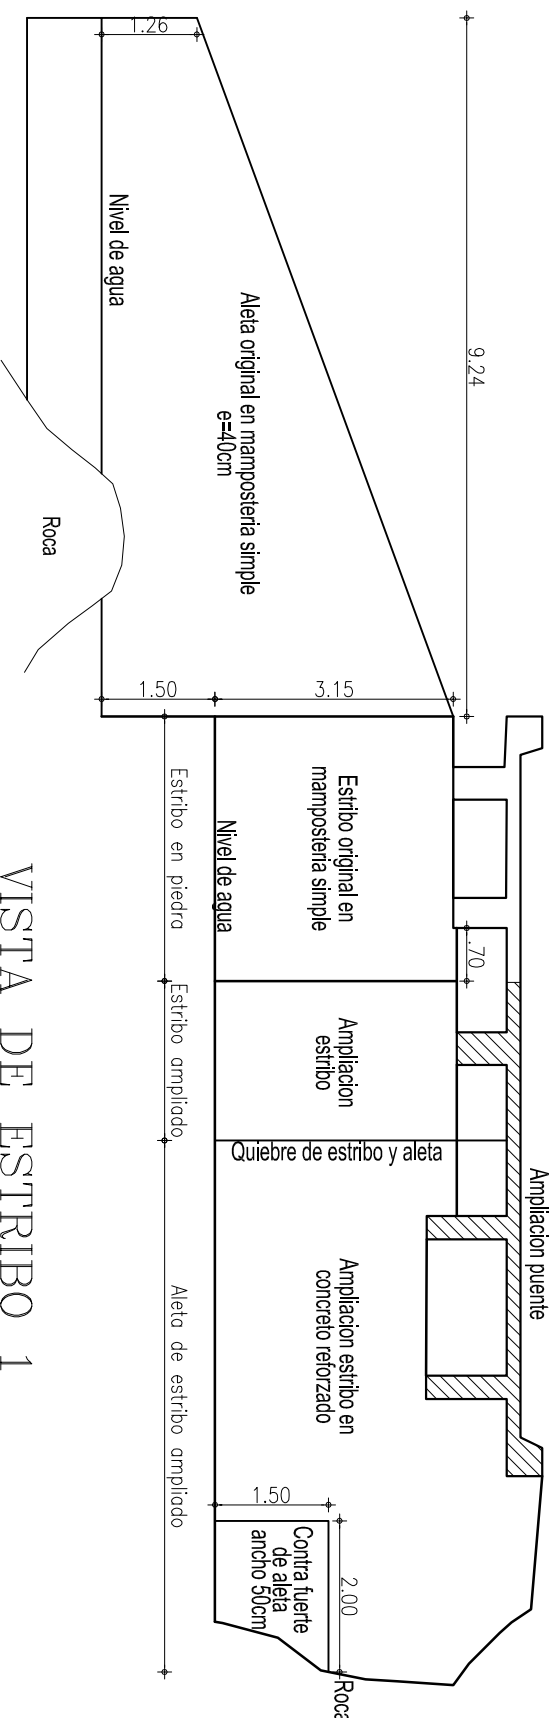 9.24
1.26
Nivel de agua
Aleta original en mamposteria simple
e=40cm
Roca
1.50
3.15
Estribo original en
mamposteria simple
Nivel de agua
Estribo en piedra
.70
Ampliacion
estribo
Estribo ampliado
Quiebre de estribo y aleta
Ampliacion puente
Ampliacion estribo en
concreto reforzado
Aleta de estribo ampliado
1.50
Contra fuerte
de aleta
ancho 50cm
2.00
Roca
VISTA DE ESTRIBO 1